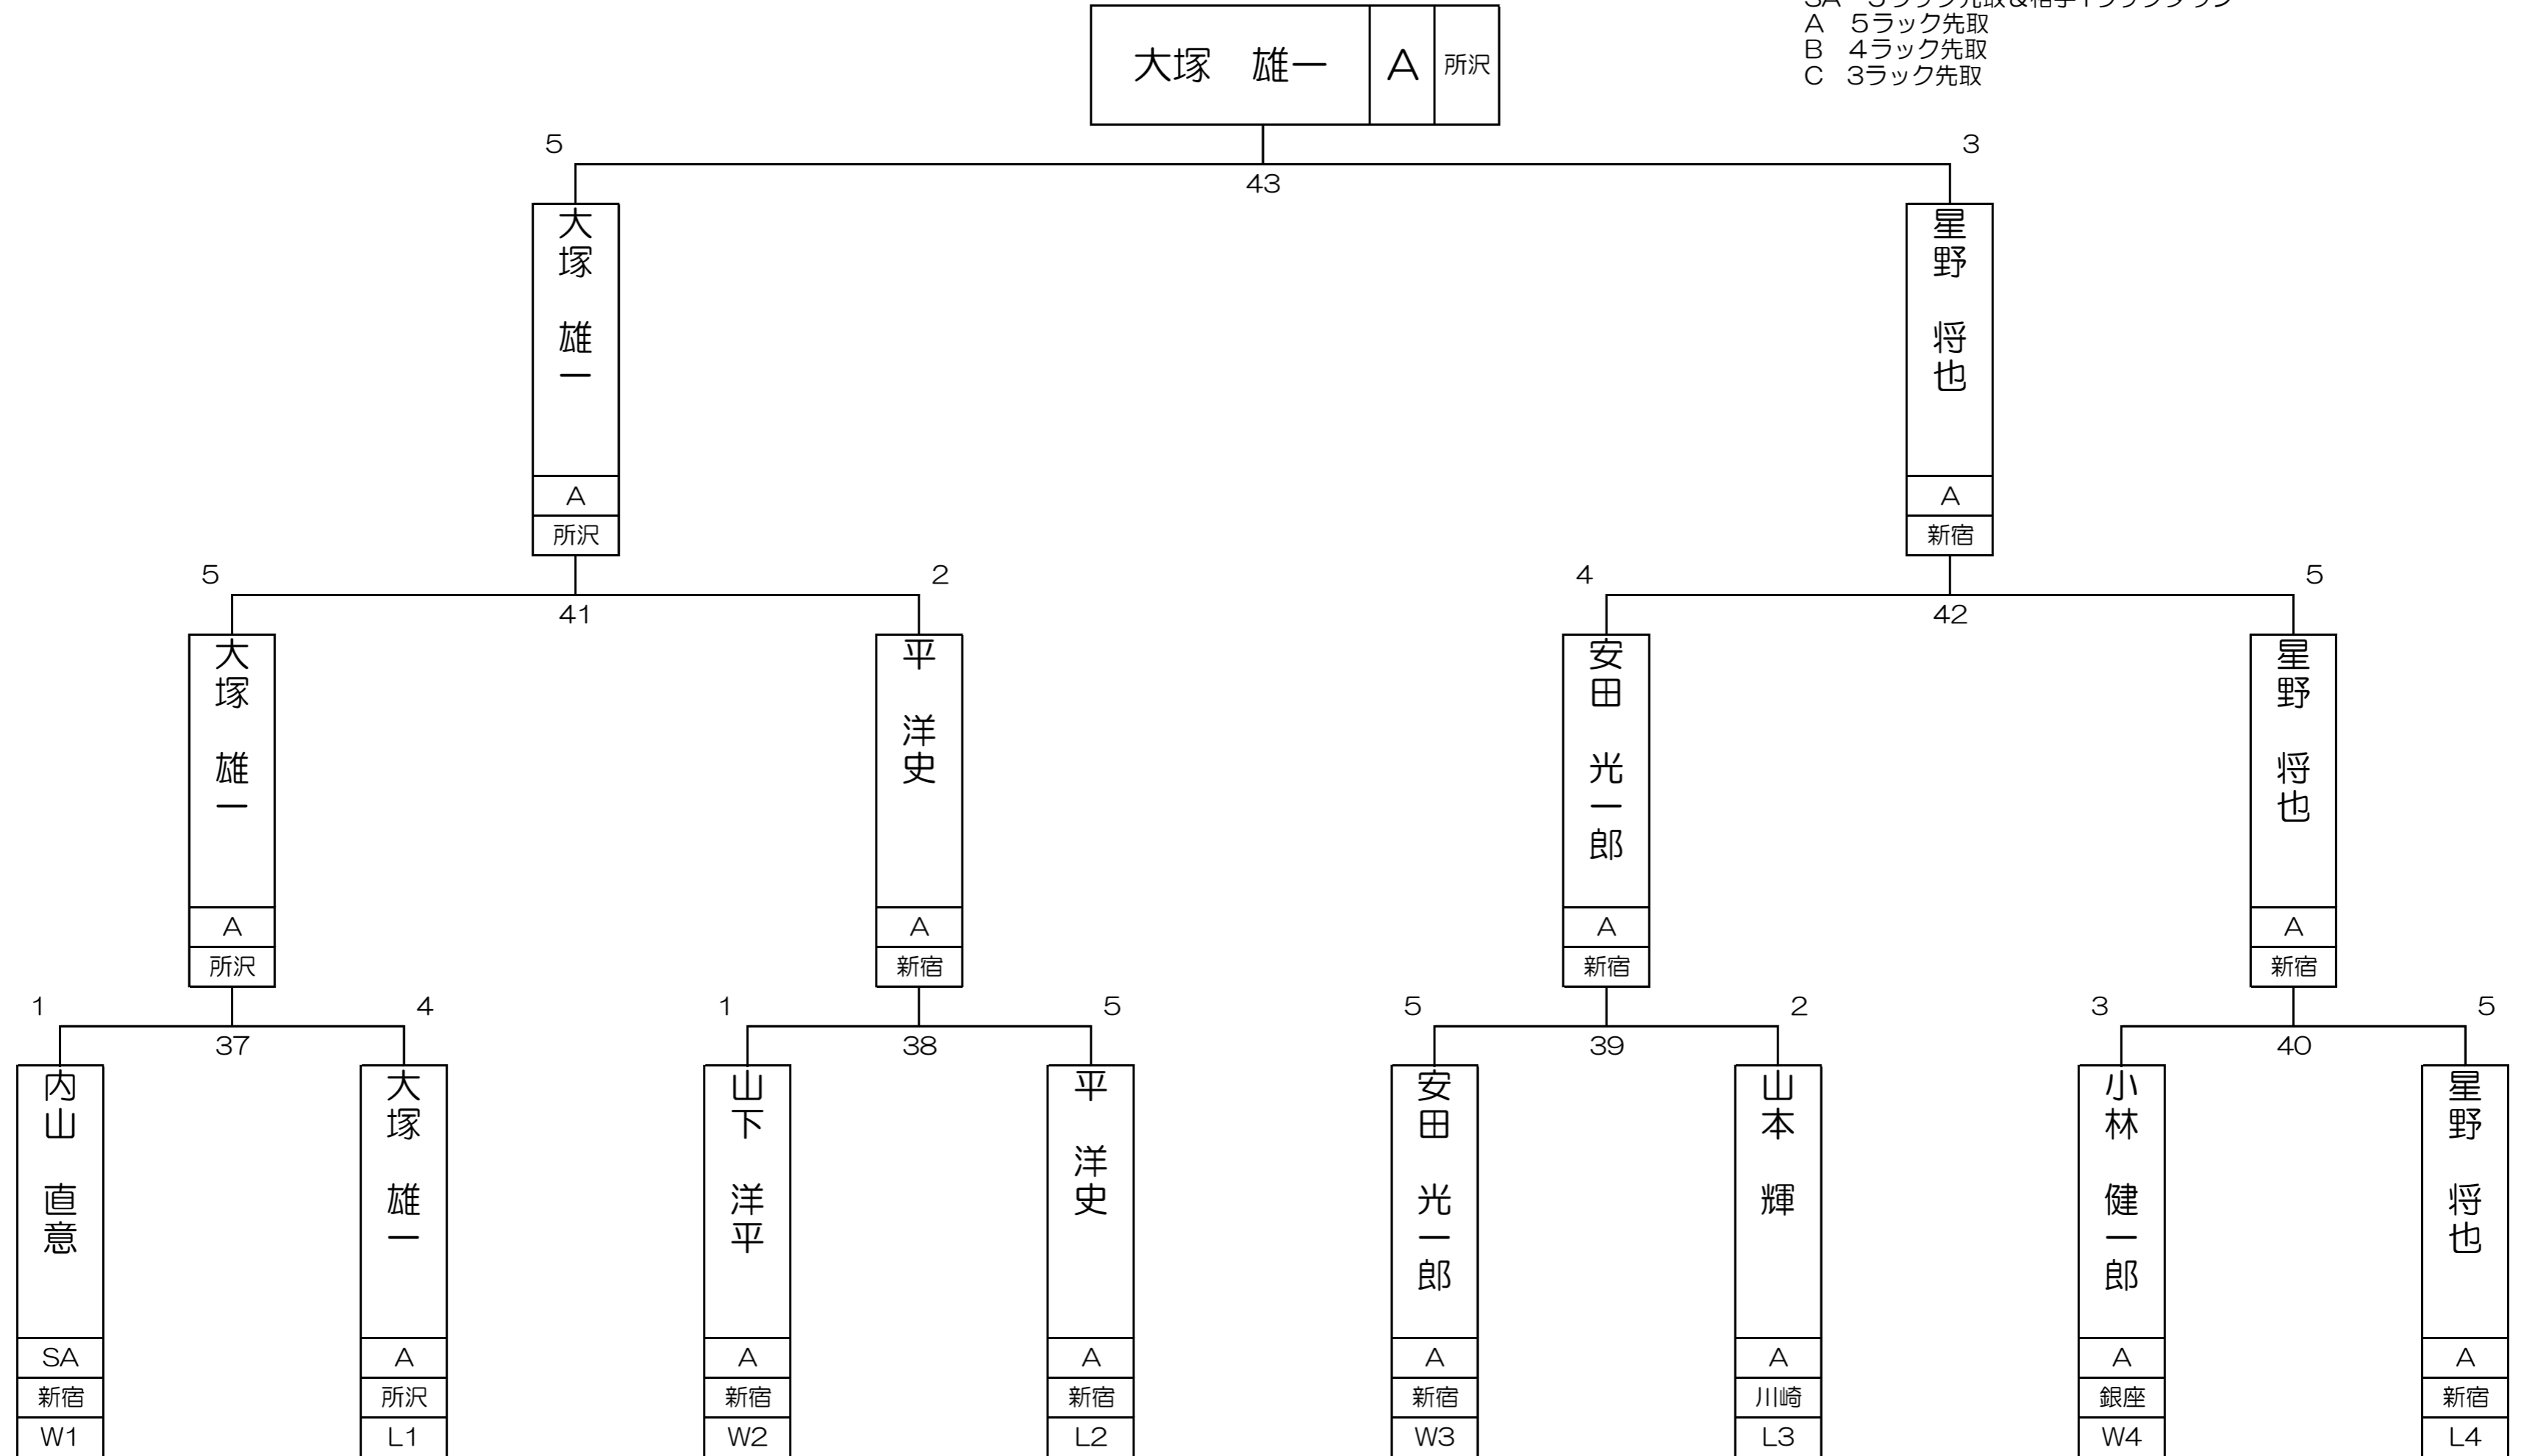 A 5ラック先取
B 4ラック先取
C 3ラック先取
大塚 雄一 A 所沢
5 3
43
大塚 雄一 星野 将也
A A
所沢 新宿
5 2 4 5
41 42
大塚 雄一 平 洋史 安田 光一郎 星野 将也
A A A A
所沢 新宿 新宿 新宿
1 4 1 5 5 2 3 5
37 38 39 40
内山 直意 大塚 雄一 山下 洋平 平 洋史 安田 光一郎 山本 輝 小林 健一郎 星野 将也
SA A A A A A A A
新宿 所沢 新宿 新宿 新宿 川崎 銀座 新宿
W1 L1 W2 L2 W3 L3 W4 L4